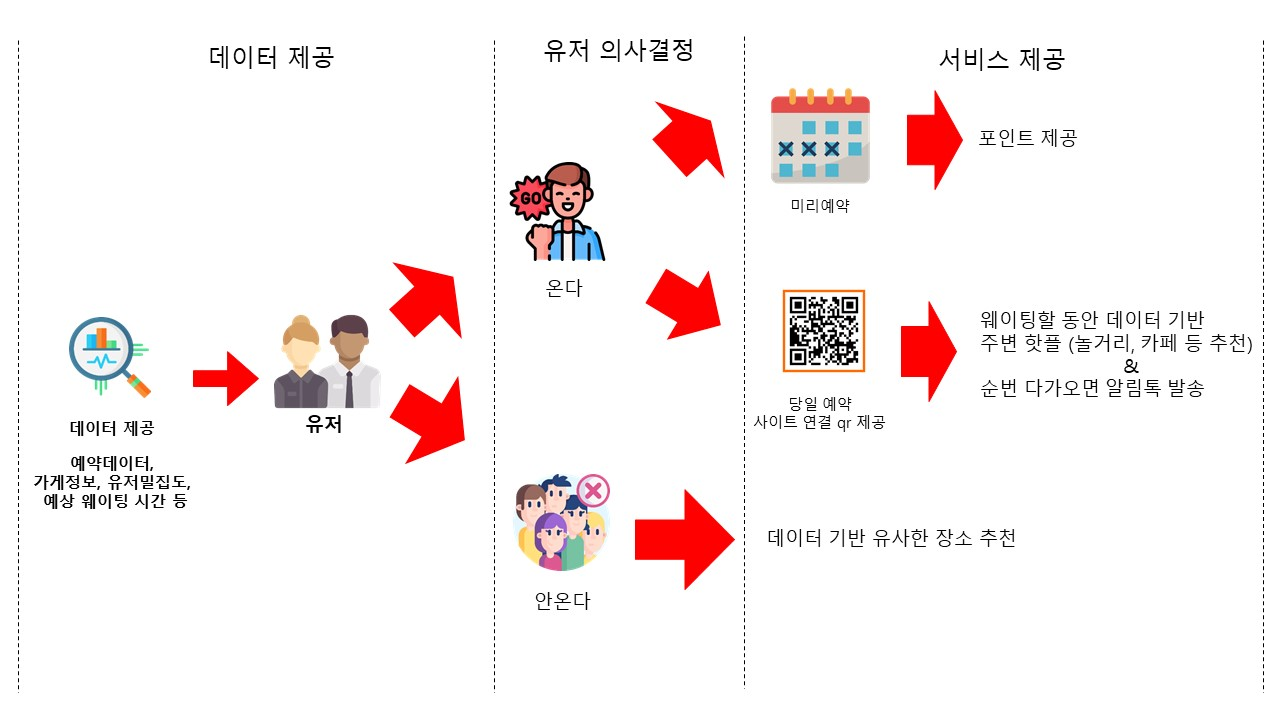 데이터 제공
유저 의사결정
서비스 제공
데이터 제공
예약데이터,
가게정보, 유저밀집도,
예상 웨이팅 시간 등
유저
GO
온다
안온다
미리예약
포인트 제공
당일 예약
사이트 연결 qr 제공
웨이팅할 동안 데이터 기반
주변 핫플 (놀거리, 카페 등 추천)
&
순번 다가오면 알림톡 발송
데이터 기반 유사한 장소 추천